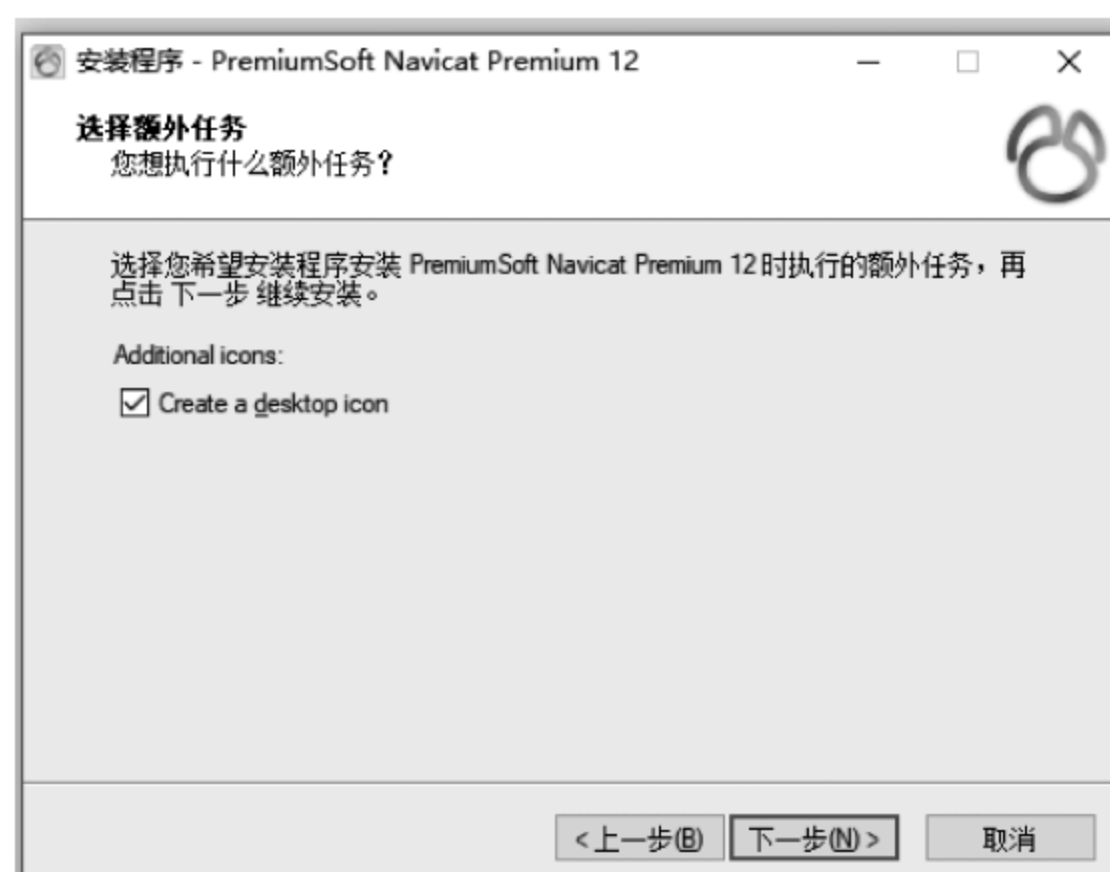 安装程序 - PremiumSoft Navicat Premium 12
选择额外任务
您想执行什么额外任务？
选择您希望安装程序安装 PremiumSoft Navicat Premium 12 时执行的额外任务，再
点击 下一步 继续安装。
Additional icons:
Create a desktop icon
<上一步(B)
下一步(N)>
取消